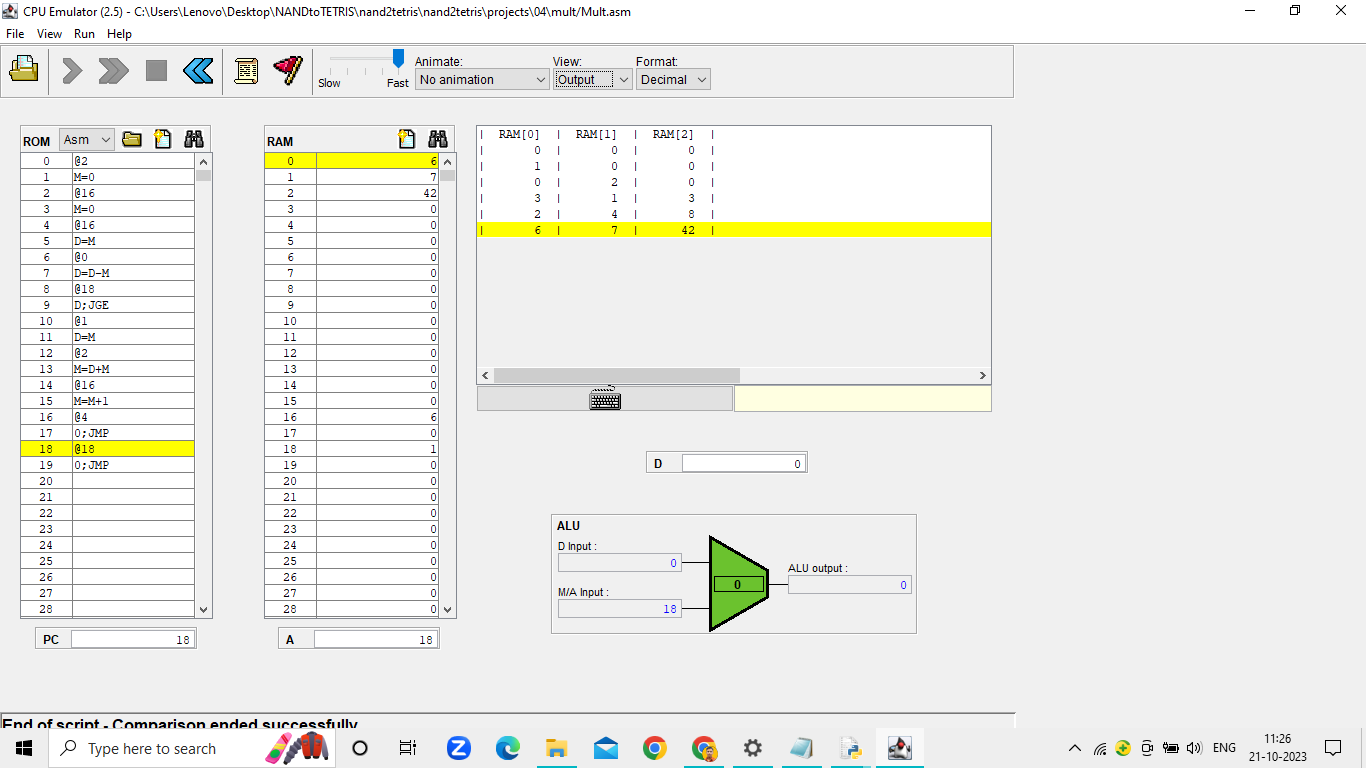 CPU Emulator (2.5) - C:\Users\Lenovo\Desktop\NANDtoTETRIS\nand2tetris\nand2tetris\projects\04\mult/Mult.asm
File View Run Help
Slow Fast
Animate:
No animation
View:
Output
Format:
Decimal
ROM Asm
0 @2
1 M=0
2 @16
3 M=0
4 @16
5 D=M
6 @0
7 D=D-M
8 @18
9 D;JGE
10 @1
11 D=M
12 @2
13 M=D+M
14 @16
15 M=M+1
16 @4
17 0;JMP
18 @18
19 0;JMP
20
21
22
23
24
25
26
27
28
PC 18
RAM
0 6
1 7
2 42
3 0
4 0
5 0
6 0
7 0
8 0
9 0
10 0
11 0
12 0
13 0
14 0
15 0
16 6
17 0
18 1
19 0
20 0
21 0
22 0
23 0
24 0
25 0
26 0
27 0
28 0
A 18
| RAM[0] | RAM[1] | RAM[2] |
| 0 | 0 | 0 |
| 1 | 0 | 0 |
| 0 | 2 | 0 |
| 3 | 1 | 3 |
| 2 | 4 | 8 |
| 6 | 7 | 42 |
D 0
ALU
D Input :
0
M/A Input :
18
0
ALU output :
0
End of script - Comparison ended successfully
Type here to search
ENG
11:26
21-10-2023